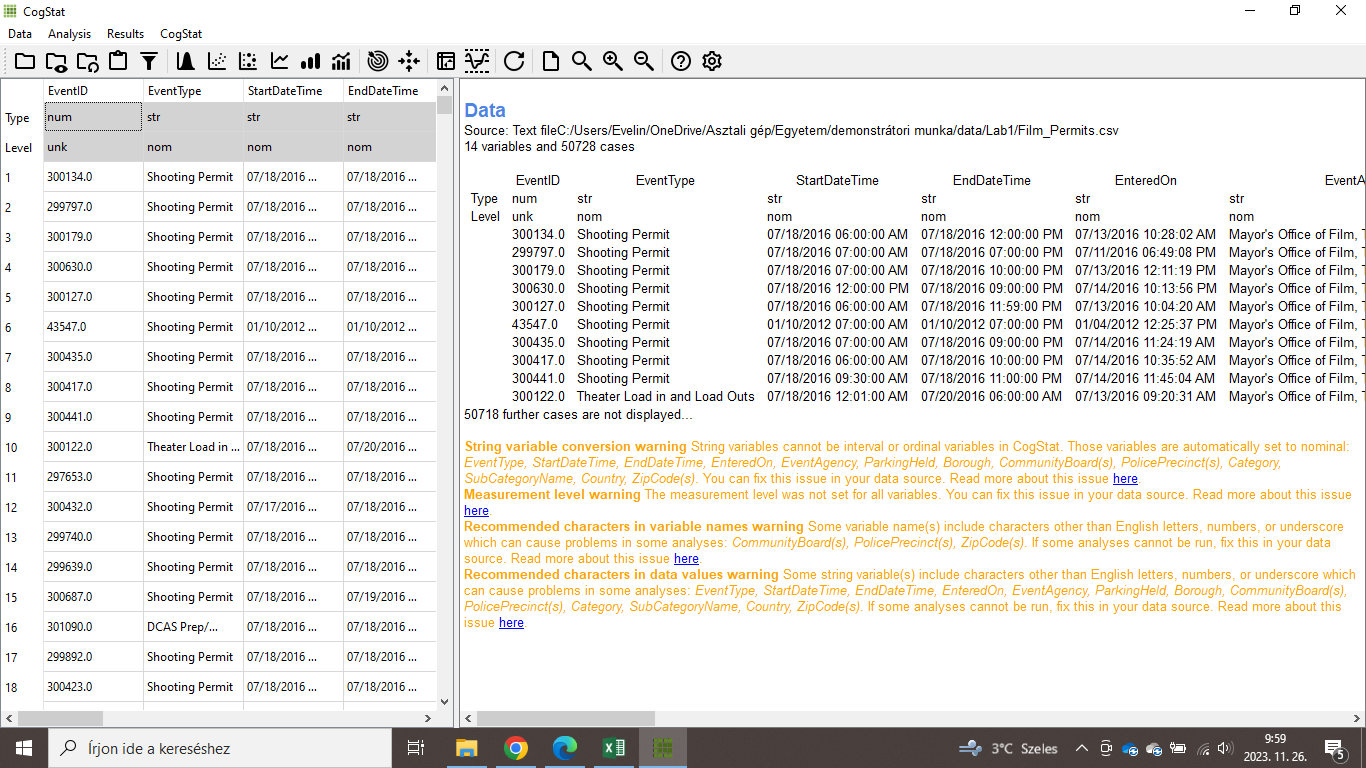 CogStat
Data Analysis Results CogStat
EventID EventType StartDateTime EndDateTime
Type num str str str
Level unk nom nom nom
1 300134.0 Shooting Permit 07/18/2016 ... 07/18/2016 ...
2 299797.0 Shooting Permit 07/18/2016 ... 07/18/2016 ...
3 300179.0 Shooting Permit 07/18/2016 ... 07/18/2016 ...
4 300630.0 Shooting Permit 07/18/2016 ... 07/18/2016 ...
5 300127.0 Shooting Permit 07/18/2016 ... 07/18/2016 ...
6 43547.0 Shooting Permit 01/10/2012 ... 01/10/2012 ...
7 300435.0 Shooting Permit 07/18/2016 ... 07/18/2016 ...
8 300417.0 Shooting Permit 07/18/2016 ... 07/18/2016 ...
9 300441.0 Shooting Permit 07/18/2016 ... 07/18/2016 ...
10 300122.0 Theater Load in ... 07/18/2016 ... 07/20/2016 ...
11 297653.0 Shooting Permit 07/18/2016 ... 07/18/2016 ...
12 300432.0 Shooting Permit 07/17/2016 ... 07/18/2016 ...
13 299740.0 Shooting Permit 07/18/2016 ... 07/18/2016 ...
14 299639.0 Shooting Permit 07/18/2016 ... 07/18/2016 ...
15 300687.0 Shooting Permit 07/18/2016 ... 07/19/2016 ...
16 301090.0 DCAS Prep/... 07/18/2016 ... 07/18/2016 ...
17 299892.0 Shooting Permit 07/18/2016 ... 07/18/2016 ...
18 300423.0 Shooting Permit 07/18/2016 ... 07/18/2016 ...
Data
Source: Text fileC:/Users/Evelin/OneDrive/Asztali gép/Egyetem/demonstrátori munka/data/Lab1/Film_Permits.csv
14 variables and 50728 cases
EventID EventType StartDateTime EndDateTime EnteredOn EventA
Type num str str str str str
Level unk nom nom nom nom nom
300134.0 Shooting Permit 07/18/2016 06:00:00 AM 07/18/2016 12:00:00 PM 07/13/2016 10:28:02 AM Mayor's Office of Film, T
299797.0 Shooting Permit 07/18/2016 07:00:00 AM 07/18/2016 07:00:00 PM 07/11/2016 06:49:08 PM Mayor's Office of Film, T
300179.0 Shooting Permit 07/18/2016 07:00:00 AM 07/18/2016 10:00:00 PM 07/13/2016 12:11:19 PM Mayor's Office of Film, T
300630.0 Shooting Permit 07/18/2016 12:00:00 PM 07/18/2016 09:00:00 PM 07/14/2016 10:13:56 PM Mayor's Office of Film, T
300127.0 Shooting Permit 07/18/2016 06:00:00 AM 07/18/2016 11:59:00 PM 07/13/2016 10:04:20 AM Mayor's Office of Film, T
43547.0 Shooting Permit 01/10/2012 07:00:00 AM 01/10/2012 07:00:00 PM 01/04/2012 12:25:37 PM Mayor's Office of Film, T
300435.0 Shooting Permit 07/18/2016 07:00:00 AM 07/18/2016 09:00:00 PM 07/14/2016 11:24:19 AM Mayor's Office of Film, T
300417.0 Shooting Permit 07/18/2016 06:00:00 AM 07/18/2016 10:00:00 PM 07/14/2016 10:35:52 AM Mayor's Office of Film, T
300441.0 Shooting Permit 07/18/2016 09:30:00 AM 07/18/2016 11:00:00 PM 07/14/2016 11:45:04 AM Mayor's Office of Film, T
300122.0 Theater Load in and Load Outs 07/18/2016 12:01:00 AM 07/20/2016 06:00:00 AM 07/13/2016 09:20:31 AM Mayor's Office of Film, T
50718 further cases are not displayed...
String variable conversion warning String variables cannot be interval or ordinal variables in CogStat. Those variables are automatically set to nominal:
EventType, StartDateTime, EndDateTime, EnteredOn, EventAgency, ParkingHeld, Borough, CommunityBoard(s), PolicePrecinct(s), Category,
SubCategoryName, Country, ZipCode(s). You can fix this issue in your data source. Read more about this issue here.
Measurement level warning The measurement level was not set for all variables. You can fix this issue in your data source. Read more about this issue
here.
Recommended characters in variable names warning Some variable name(s) include characters other than English letters, numbers, or underscore
which can cause problems in some analyses: CommunityBoard(s), PolicePrecinct(s), ZipCode(s). If some analyses cannot be run, fix this in your data
source. Read more about this issue here.
Recommended characters in data values warning Some string variable(s) include characters other than English letters, numbers, or underscore which
can cause problems in some analyses: EventType, StartDateTime, EndDateTime, EnteredOn, EventAgency, ParkingHeld, Borough, CommunityBoard(s),
PolicePrecinct(s), Category, SubCategoryName, Country, ZipCode(s). If some analyses cannot be run, fix this in your data source. Read more about this
issue here
Írjon ide a kereséshez
3°C Szeles
9:59
2023. 11. 26.
5